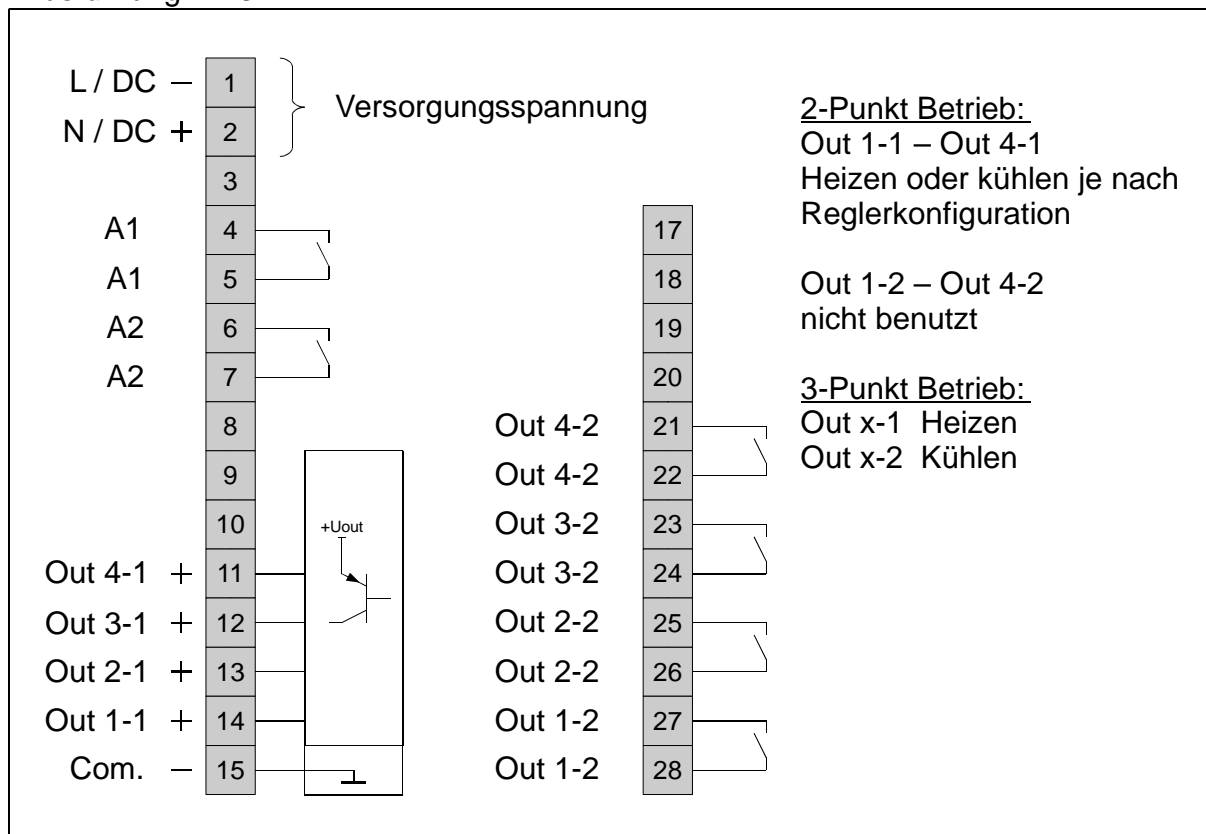 L / DC − 1
N / DC + 2
Versorgungsspannung
3
A1 4
A1 5
A2 6
A2 7
8
9
10
+Uout
Out 4-1 + 11
Out 3-1 + 12
Out 2-1 + 13
Out 1-1 + 14
Com. − 15
17
18
19
20
Out 4-2 21
Out 4-2 22
Out 3-2 23
Out 3-2 24
Out 2-2 25
Out 2-2 26
Out 1-2 27
Out 1-2 28
2-Punkt Betrieb:
Out 1-1 – Out 4-1
Heizen oder kühlen je nach
Reglerkonfiguration
Out 1-2 – Out 4-2
nicht benutzt
3-Punkt Betrieb:
Out x-1 Heizen
Out x-2 Kühlen